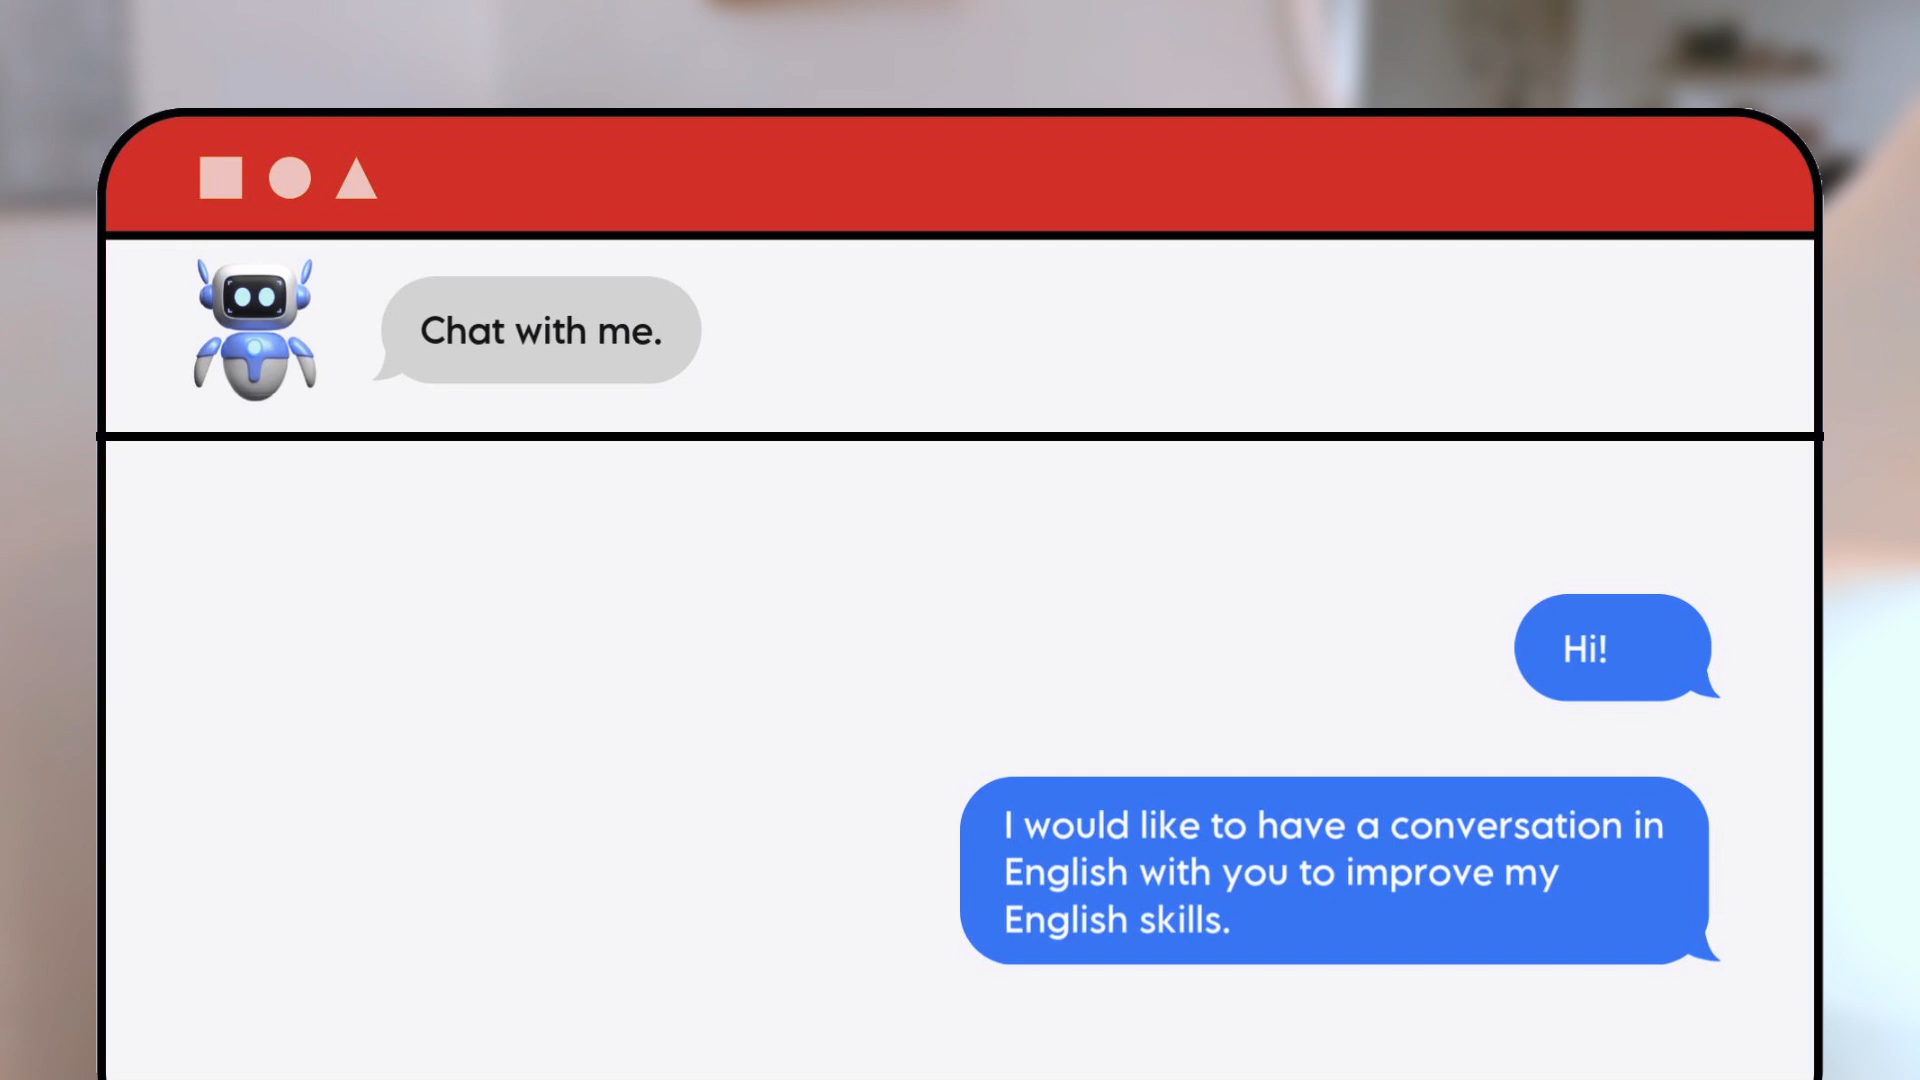 Chat with me.
Hi!
I would like to have a conversation in
English with you to improve my
English skills.